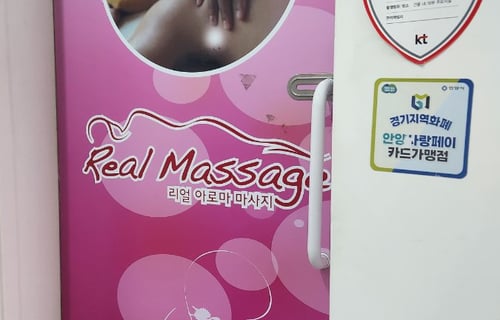 Real Massage
리얼 아로마 마사지
kt
GM
경기지역화폐
안양사랑페이
카드가맹점